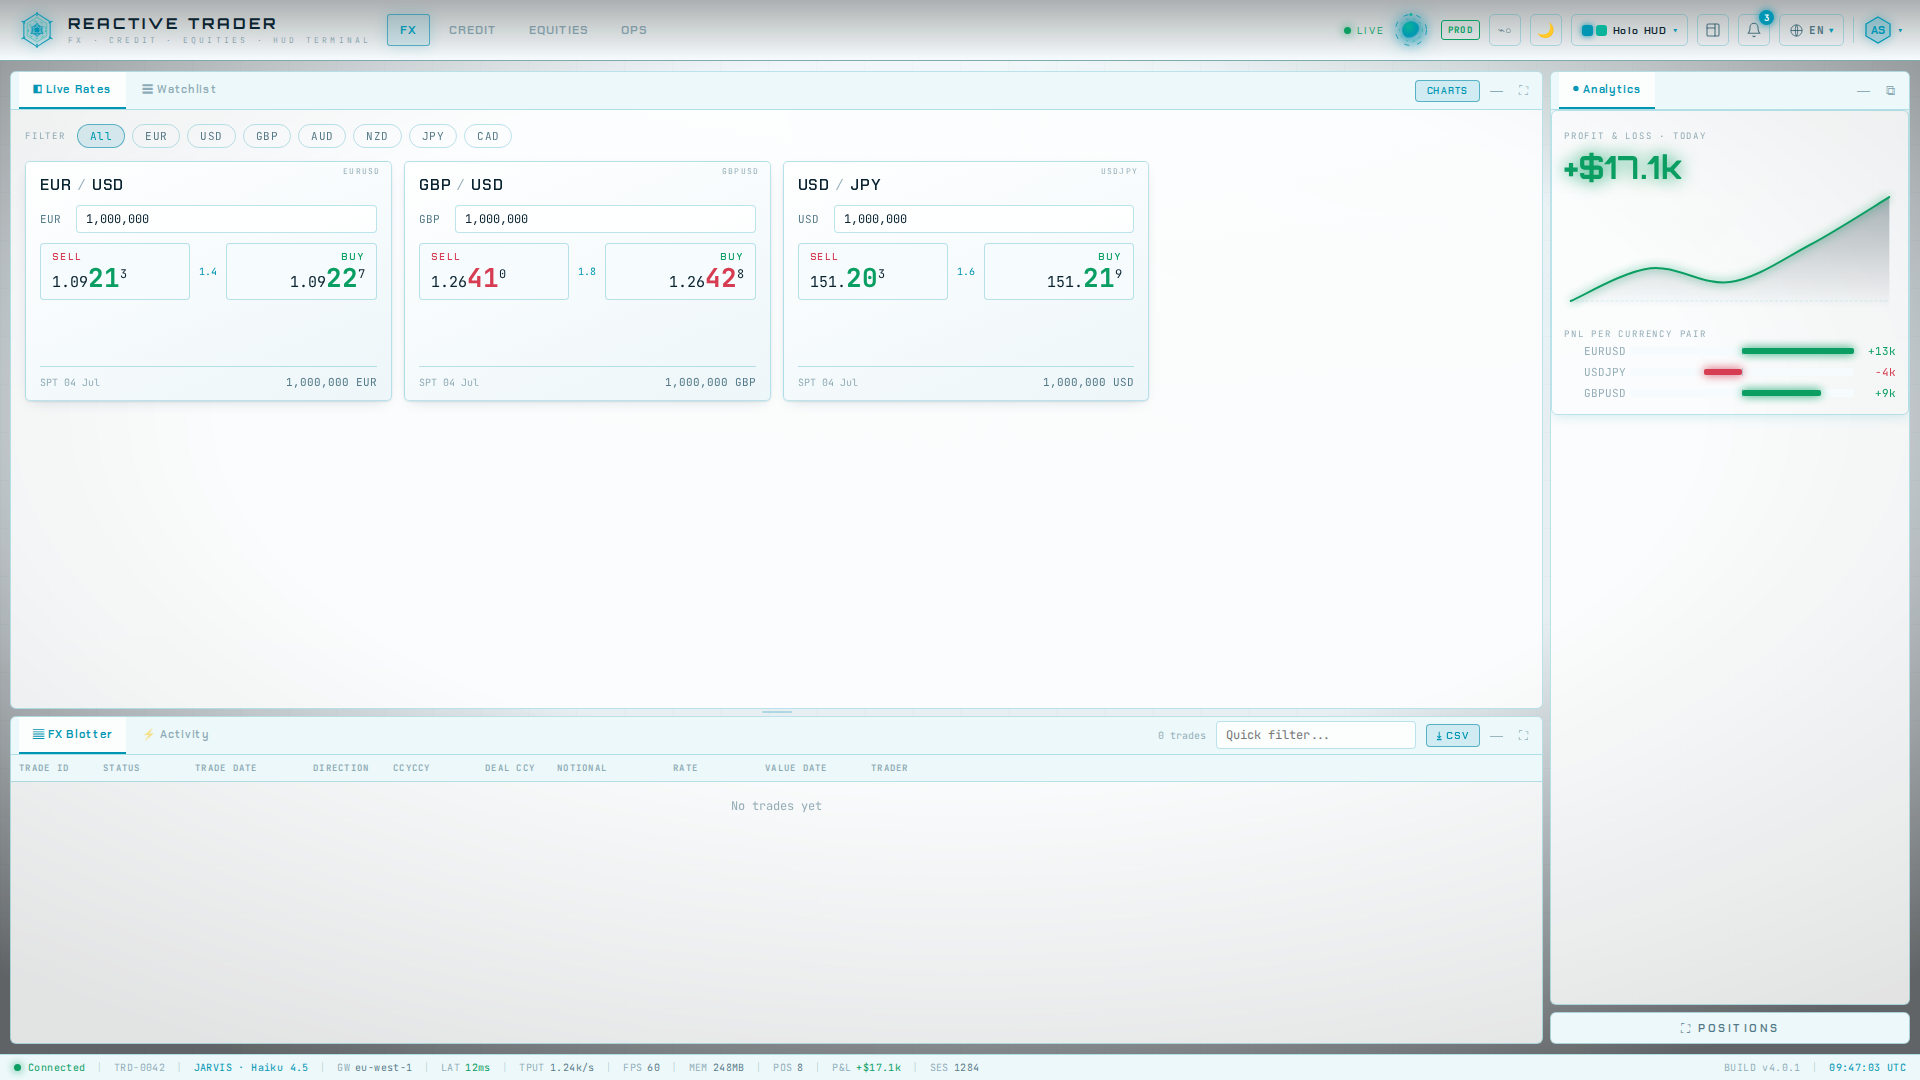 REACTIVE TRADER
FX · CREDIT · EQUITIES · HUD TERMINAL
FX CREDIT EQUITIES OPS
LIVE PROD Holo HUD 3 EN AS
Live Rates Watchlist CHARTS
FILTER All EUR USD GBP AUD NZD JPY CAD
EURUSD
EUR / USD
EUR 1,000,000
SELL BUY
1.09213 1.4 1.09227
SPT 04 Jul 1,000,000 EUR
GBPUSD
GBP / USD
GBP 1,000,000
SELL BUY
1.26410 1.8 1.26428
SPT 04 Jul 1,000,000 GBP
USDJPY
USD / JPY
USD 1,000,000
SELL BUY
151.203 1.6 151.219
SPT 04 Jul 1,000,000 USD
Analytics
PROFIT & LOSS · TODAY
+$17.1k
PNL PER CURRENCY PAIR
EURUSD +13k
USDJPY -4k
GBPUSD +9k
POSITIONS
FX Blotter Activity 0 trades Quick filter... CSV
TRADE ID STATUS TRADE DATE DIRECTION CCYCCY DEAL CCY NOTIONAL RATE VALUE DATE TRADER
No trades yet
Connected TRD-0042 JARVIS · Haiku 4.5 GW eu-west-1 LAT 12ms TPUT 1.24k/s FPS 60 MEM 248MB POS 8 P&L +$17.1k SES 1284 BUILD v4.0.1 09:47:03 UTC